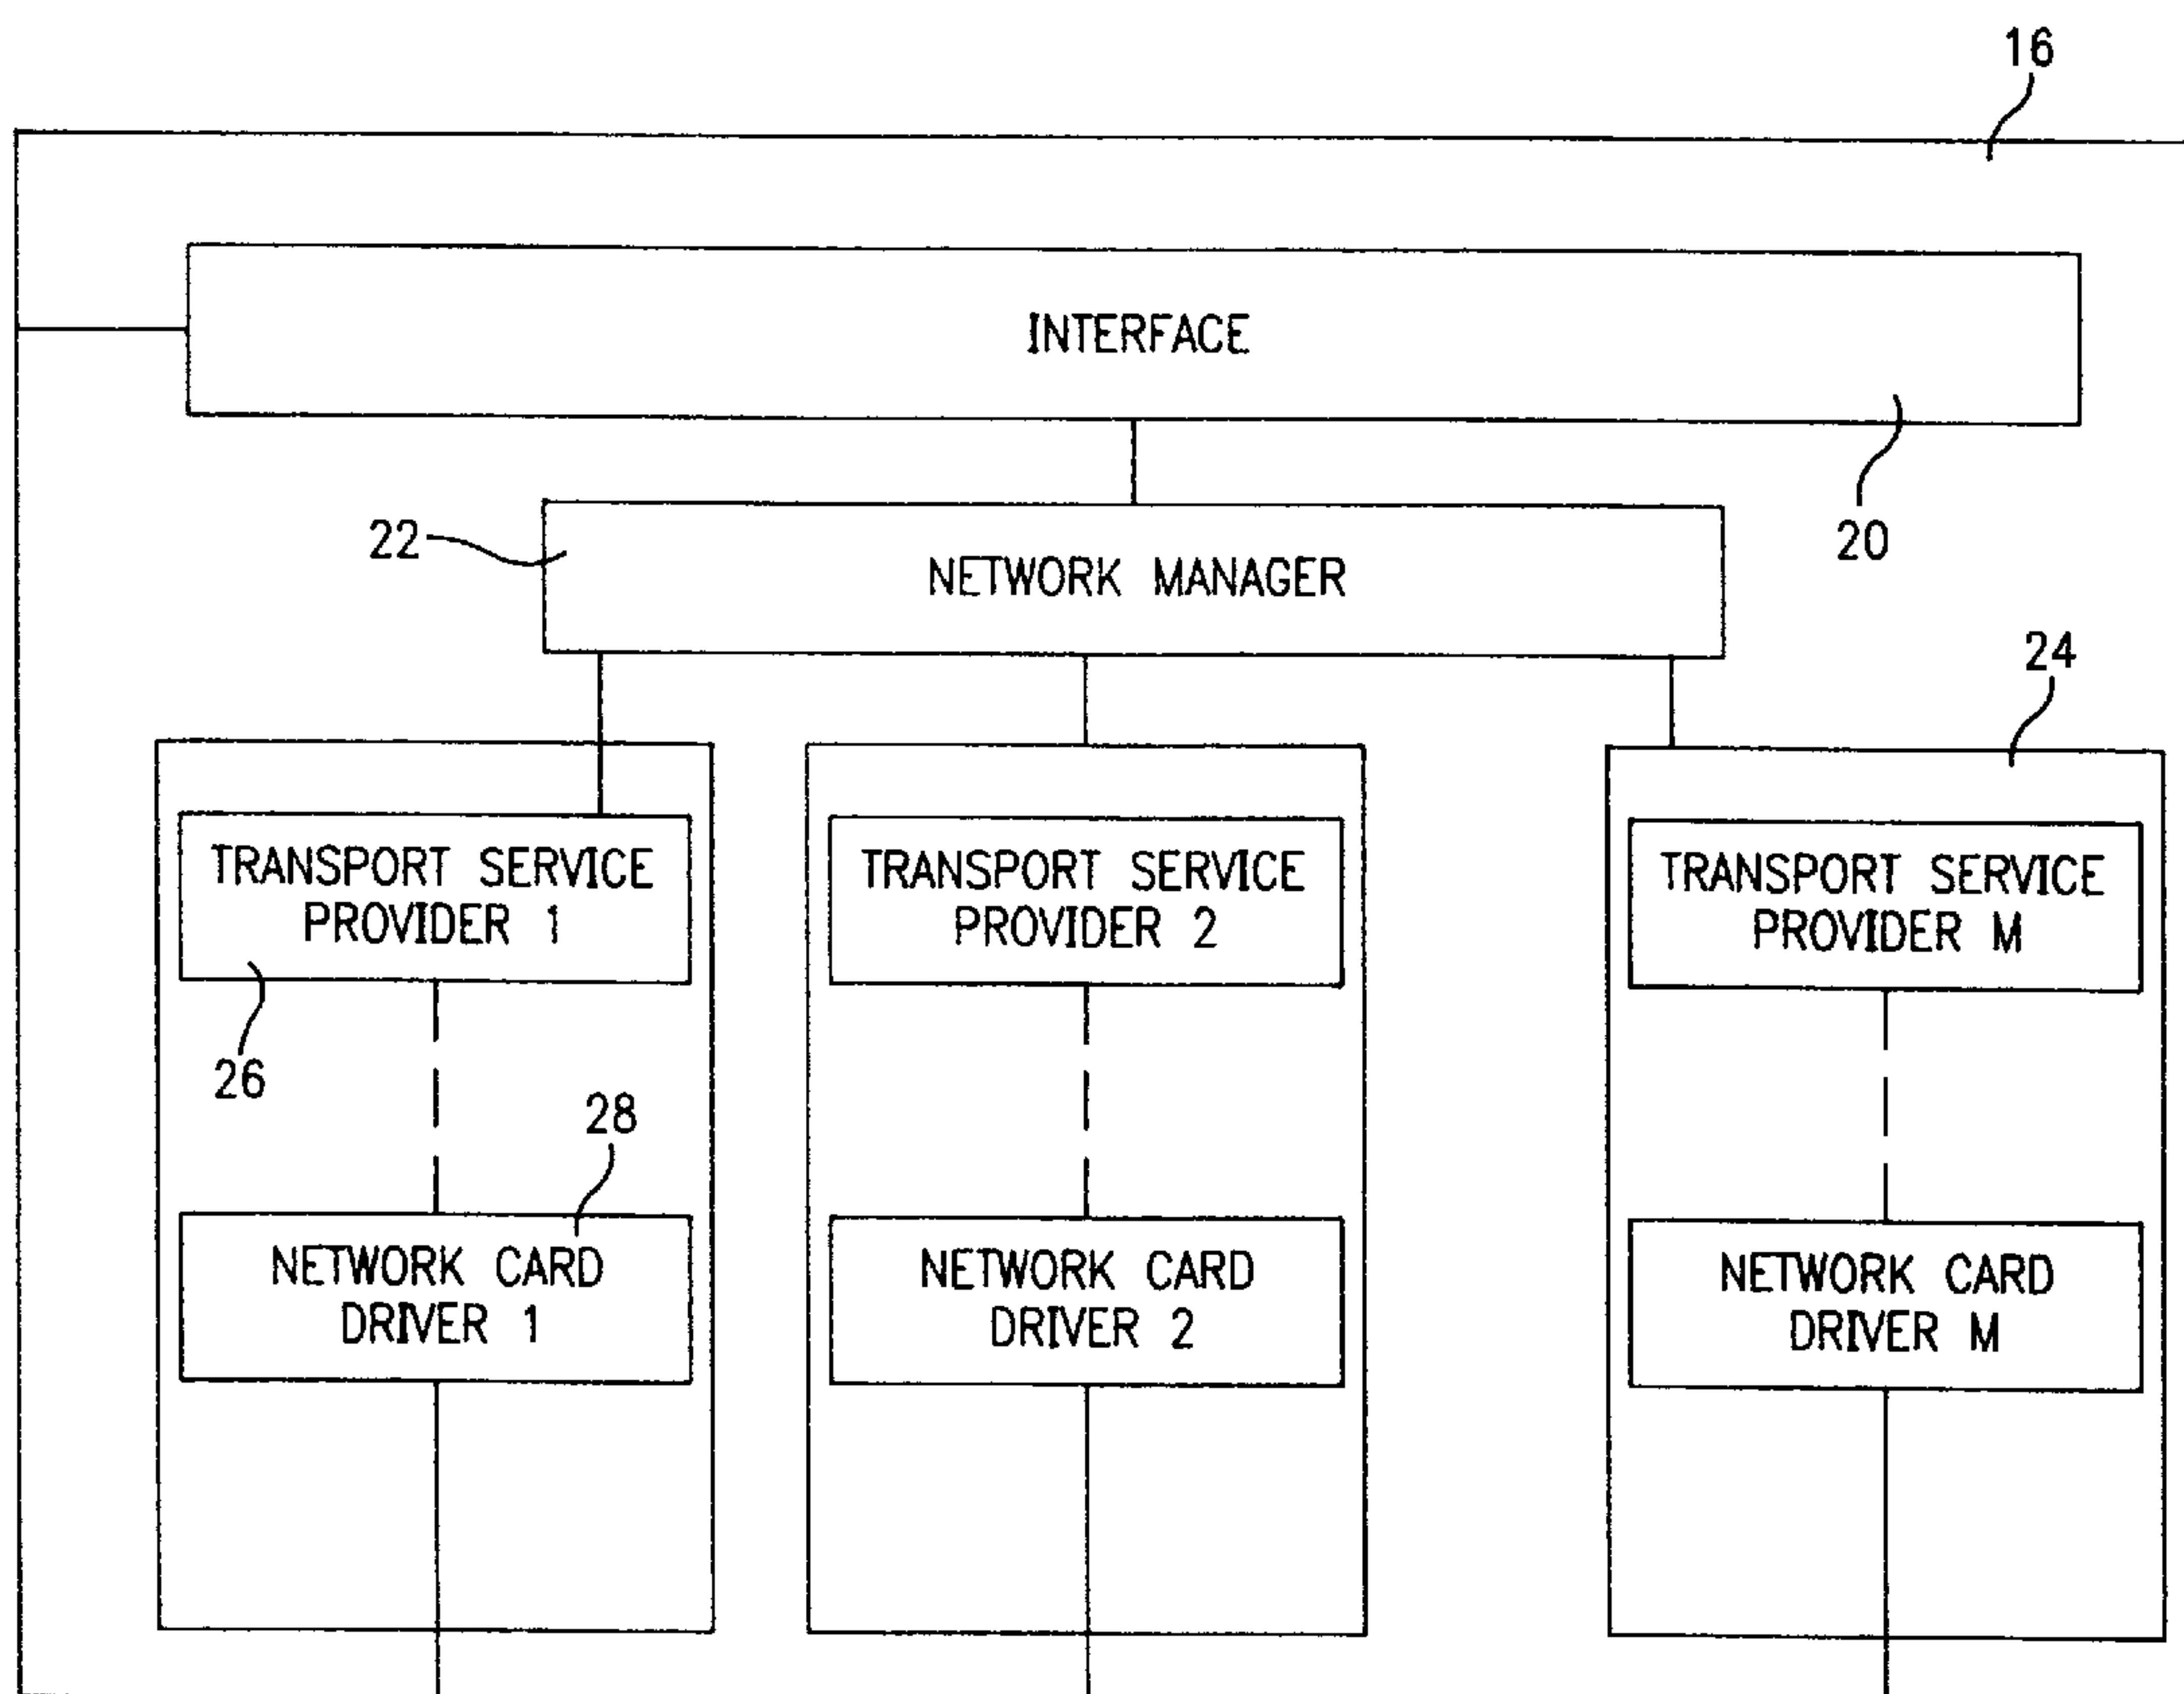 16
INTERFACE
20
22
NETWORK MANAGER
24
TRANSPORT SERVICE
PROVIDER 1
TRANSPORT SERVICE
PROVIDER 2
TRANSPORT SERVICE
PROVIDER M
26
28
NETWORK CARD
DRIVER 1
NETWORK CARD
DRIVER 2
NETWORK CARD
DRIVER M